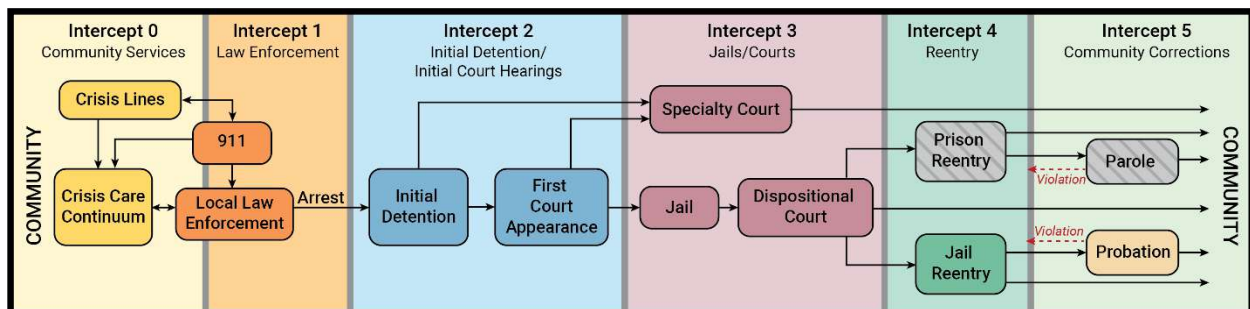 COMMUNITY
Intercept 0
Community Services
Crisis Lines
Crisis Care
Continuum
Intercept 1
Law Enforcement
911
Local Law
Enforcement
Arrest
Intercept 2
Initial Detention/
Initial Court Hearings
Initial
Detention
First
Court
Appearance
Intercept 3
Jails/Courts
Specialty Court
Jail
Dispositional
Court
Intercept 4
Reentry
Prison
Reentry
Jail
Reentry
Intercept 5
Community Corrections
Parole
Violation
Violation
Probation
COMMUNITY